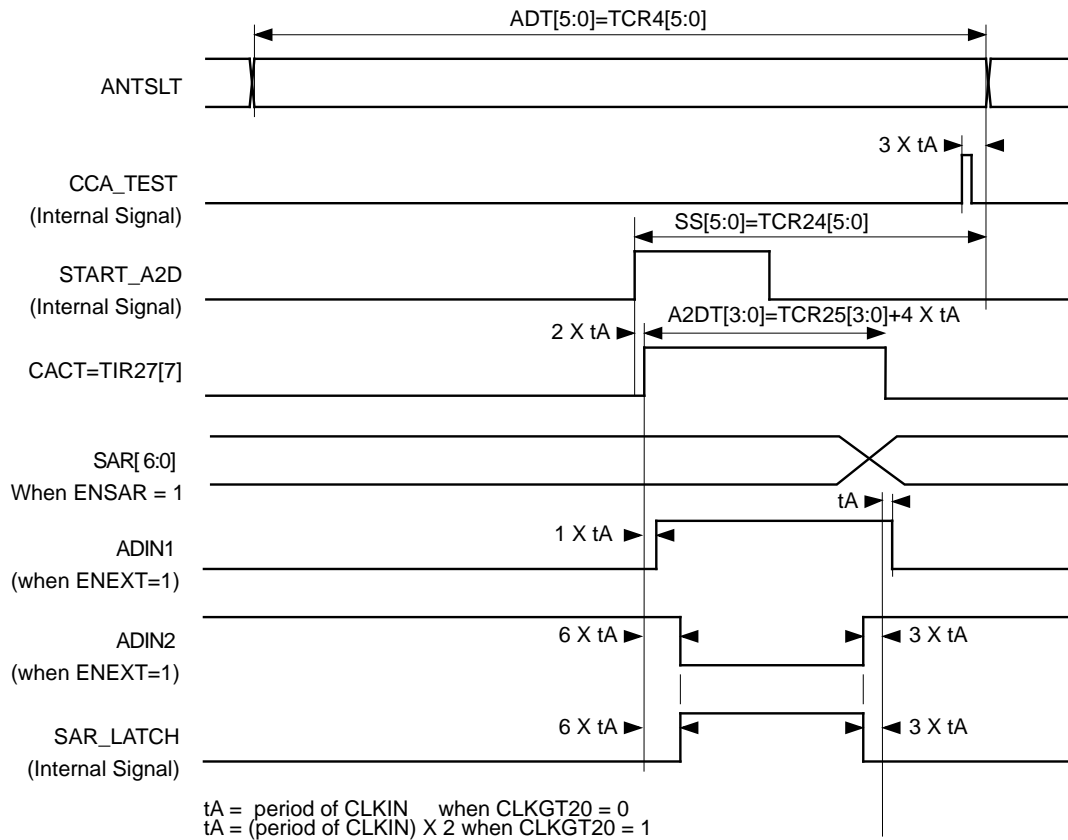 ADT[5:0]=TCR4[5:0]
ANTSLT
3 X tA
CCA_TEST
(Internal Signal)
SS[5:0]=TCR24[5:0]
START_A2D
(Internal Signal)
A2DT[3:0]=TCR25[3:0]+4 X tA
2 X tA
CACT=TIR27[7]
SAR[6:0]
When ENSAR = 1
tA
1 X tA
ADIN1
(when ENEXT=1)
6 X tA
3 X tA
ADIN2
(when ENEXT=1)
6 X tA
3 X tA
SAR_LATCH
(Internal Signal)
tA = period of CLKIN when CLKGT20 = 0
tA = (period of CLKIN) X 2 when CLKGT20 = 1